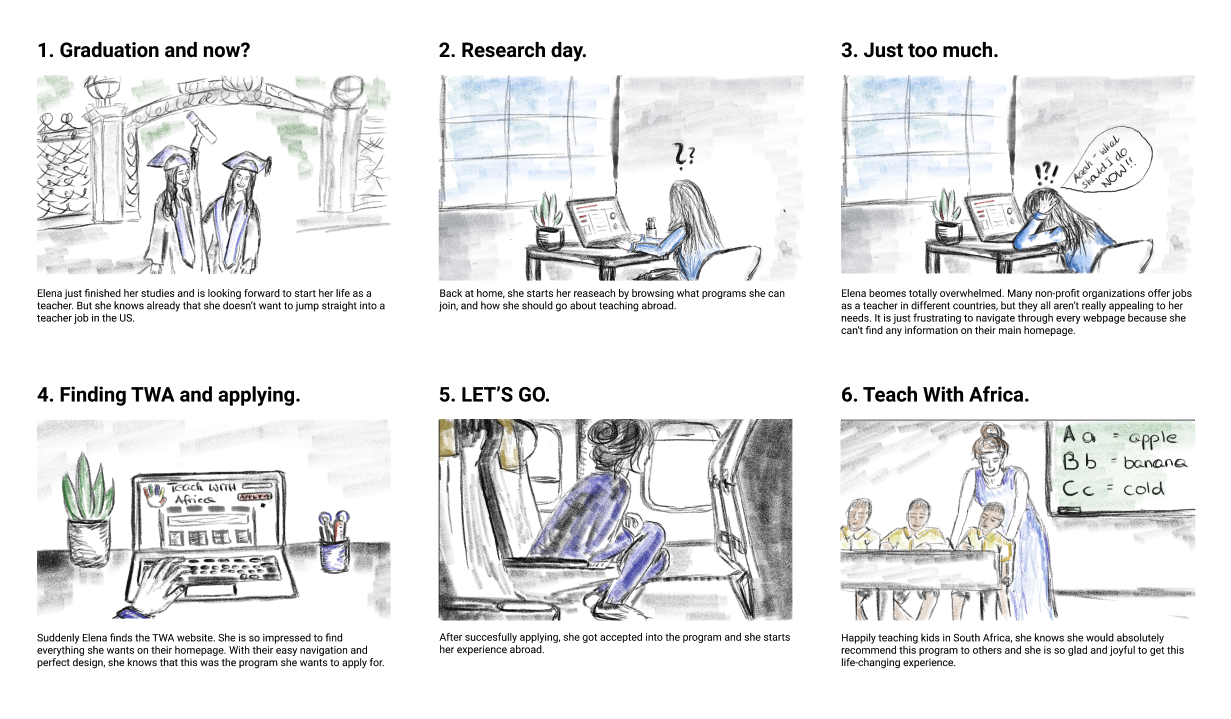 1. Graduation and now?
Elena just finished her studies and is looking forward to start her life as a
teacher. But she knows already that she doesn't want to jump straight into a
teacher job in the US.
2. Research day.
??
Back at home, she starts her reaseach by browsing what programs she can
join, and how she should go about teaching abroad.
3. Just too much.
!?!
Aaah - what
should I do
NOW!!
Elena beomes totally overwhelmed. Many non-profit organizations offer jobs
as a teacher in different countries, but they all aren't really appealing to her
needs. It is just frustrating to navigate through every webpage because she
can't find any information on their main homepage.
4. Finding TWA and applying.
Teach With
Africa
Suddenly Elena finds the TWA website. She is so impressed to find
everything she wants on their homepage. With their easy navigation and
perfect design, she knows that this was the program she wants to apply for.
5. LET'S GO.
After succesfully applying, she got accepted into the program and she starts
her experience abroad.
6. Teach With Africa.
A a = apple
B b = banana
C c = cold
Happily teaching kids in South Africa, she knows she would absolutely
recommend this program to others and she is so glad and joyful to get this
life-changing experience.